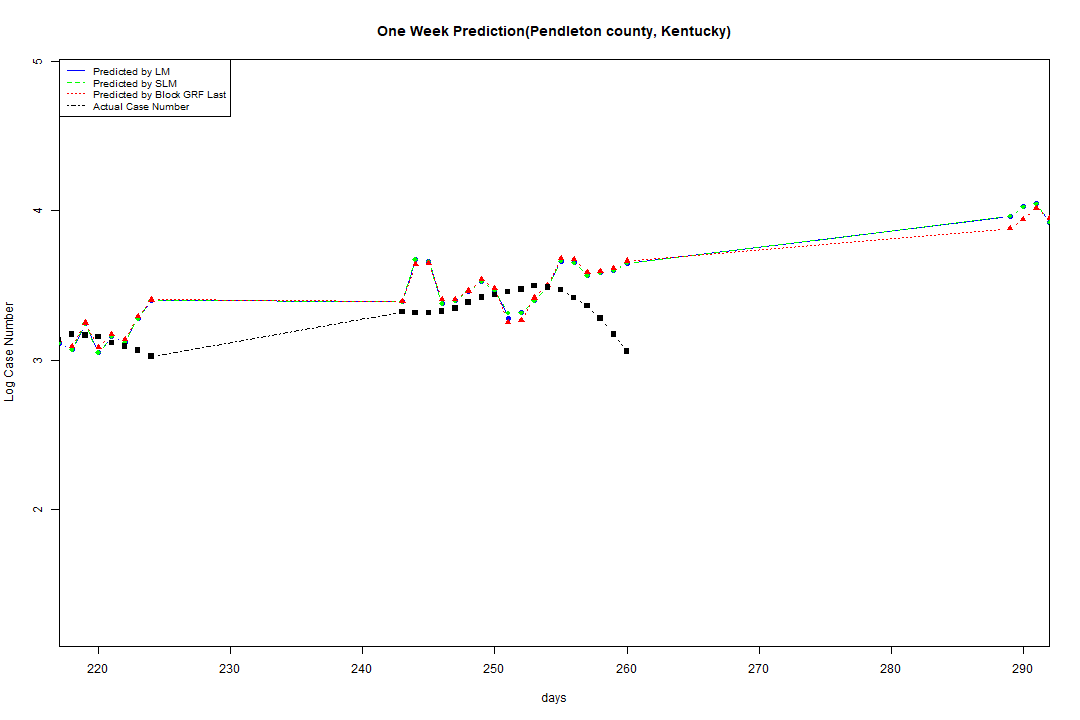 One Week Prediction(Pendleton county, Kentucky)
Predicted by LM
Predicted by SLM
Predicted by Block GRF Last
Actual Case Number
5
4
3
2
Log Case Number
220 230 240 250 260 270 280 290
days